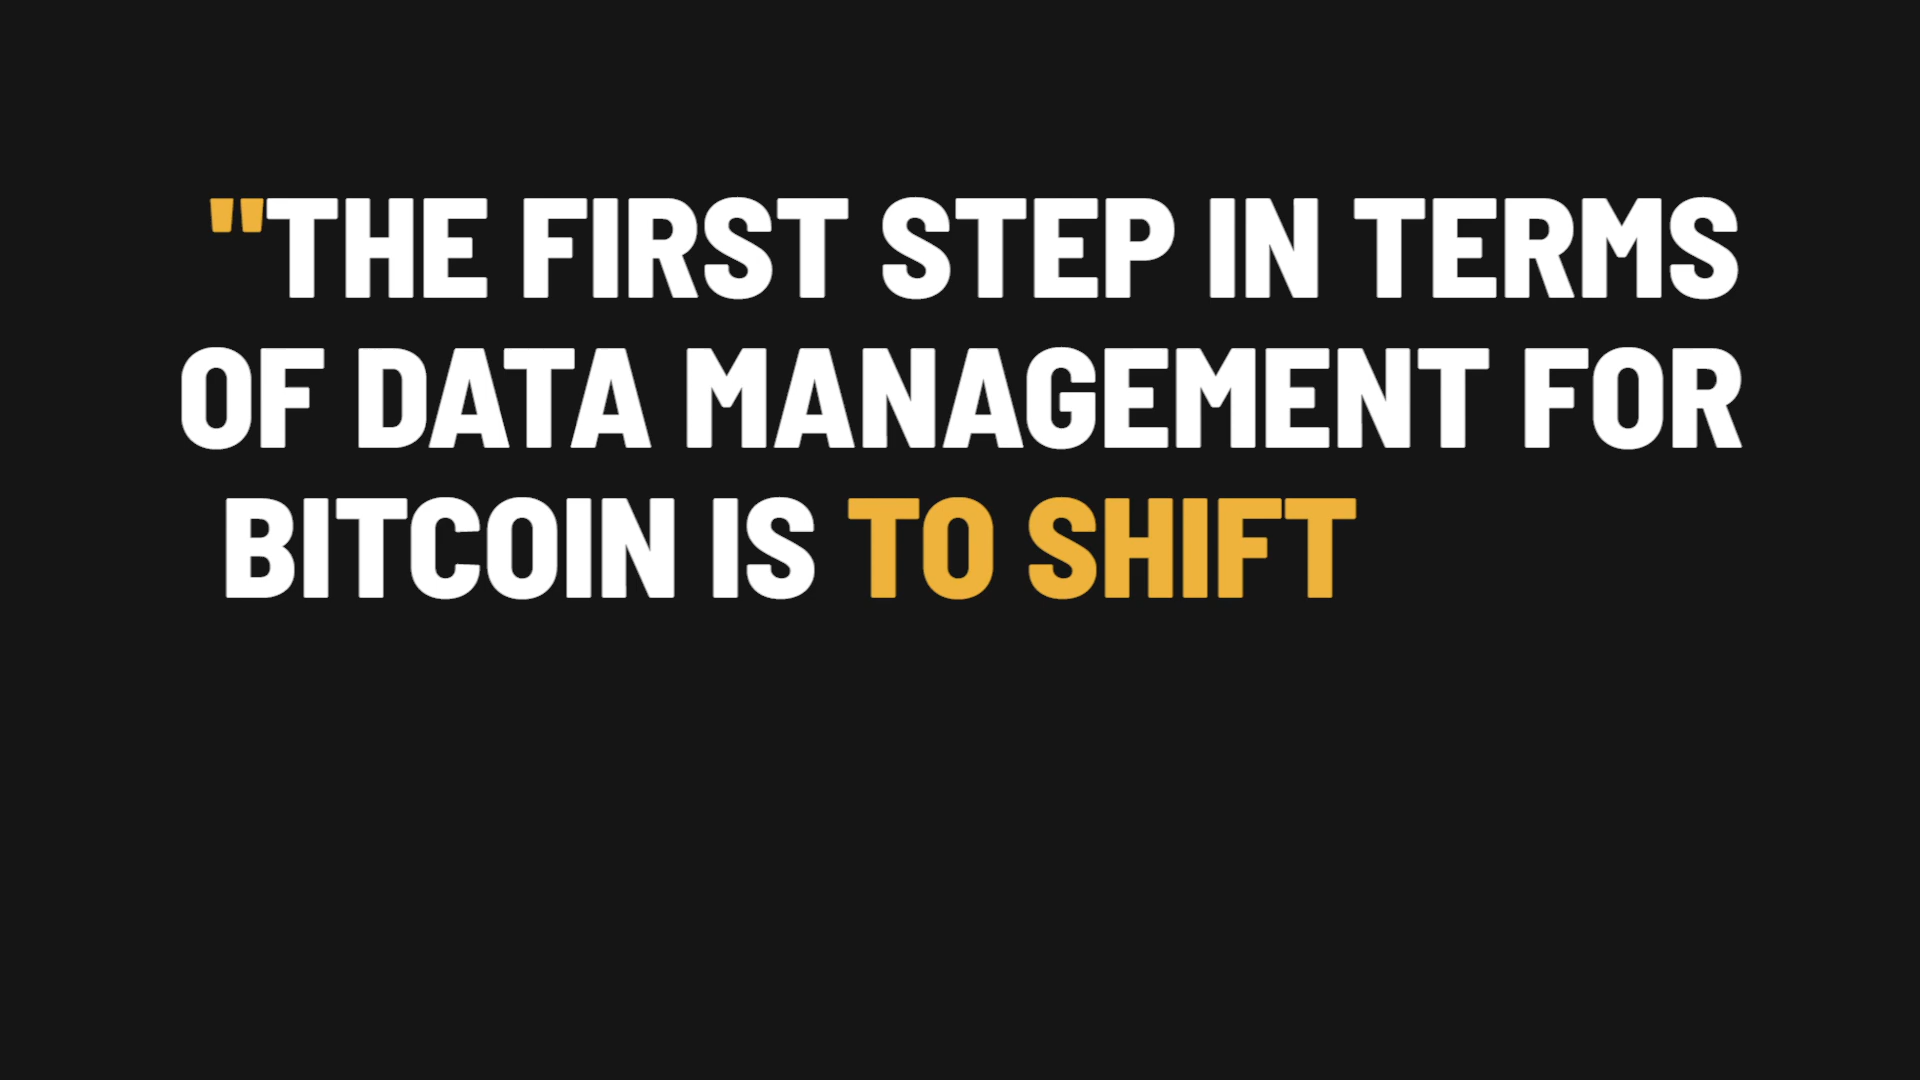 "THE FIRST STEP IN TERMS
OF DATA MANAGEMENT FOR
BITCOIN IS TO SHIFT